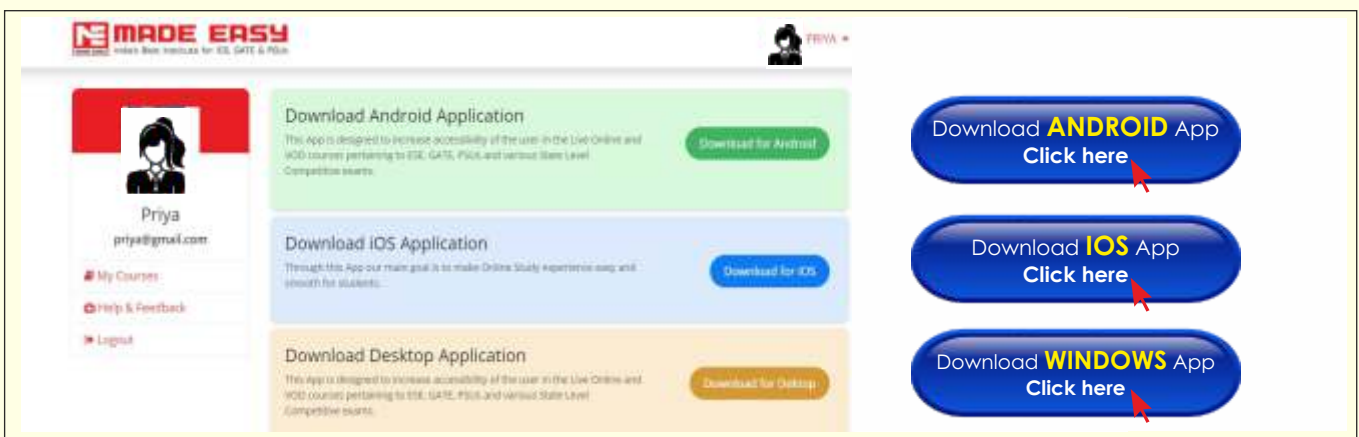 MADE EASY
India's Best Institute for IES, GATE & PSUs
PRIYA
Priya
priya@gmail.com
My Courses
Help & Feedback
Logout
Download Android Application
This App is designed to increase accessibility of the user in the Live Online and
VOD courses pertaining to ESE, GATE, PSUs and various State Level
Competitive exams.
Download for Android
Download iOS Application
Through this App our main goal is to make Online Study experience easy and
smooth for students.
Download for iOS
Download Desktop Application
This App is designed to increase accessibility of the user in the Live Online and
VOD courses pertaining to ESE, GATE, PSUs and various State Level
Competitive exams.
Download for Desktop
Download ANDROID App
Click here
Download IOS App
Click here
Download WINDOWS App
Click here